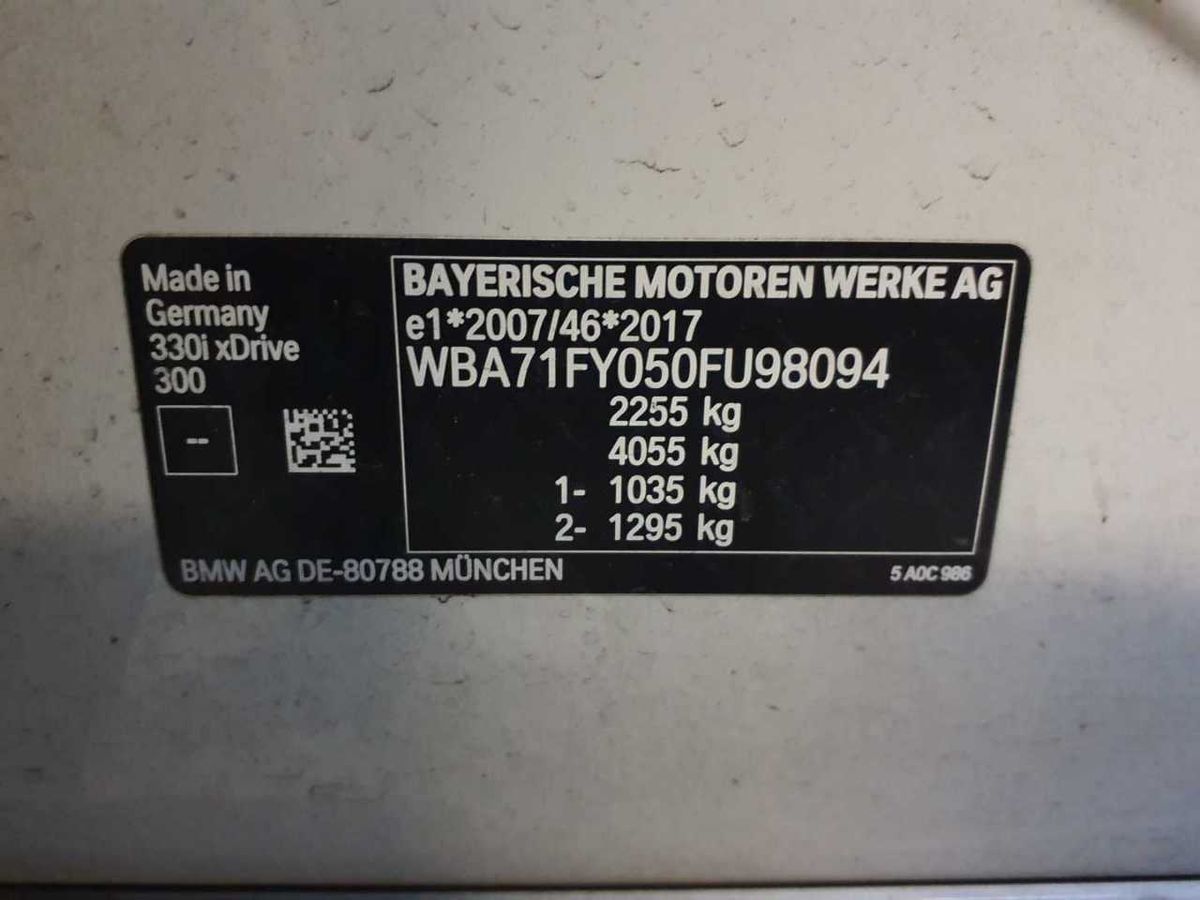 Made in
Germany
330i xDrive
300
--
BAYERISCHE MOTOREN WERKE AG
e1*2007/46*2017
WBA71FY050FU98094
2255 kg
4055 kg
1- 1035 kg
2- 1295 kg
BMW AG DE-80788 MÜNCHEN
5 A0C 986